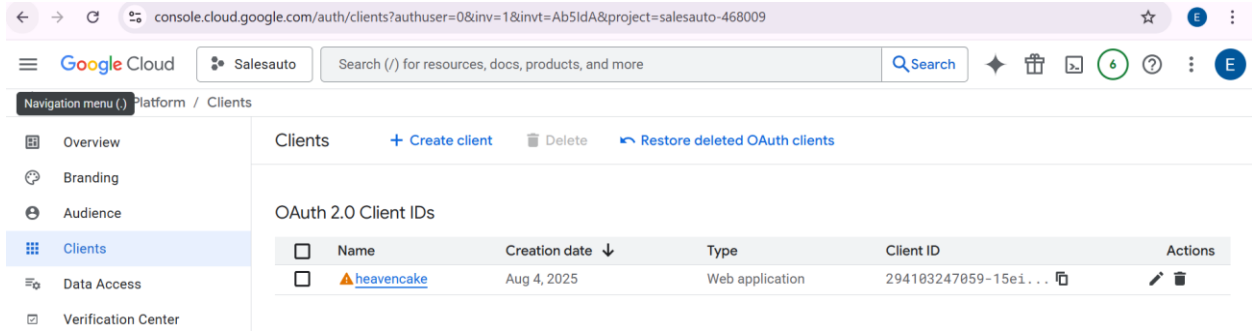 console.cloud.google.com/auth/clients?authuser=0&inv=1&invt=Ab5IdA&project=salesauto-468009
E
Google Cloud
Salesauto
Search (/) for resources, docs, products, and more
Search
6
E
Navigation menu (.)
Platform / Clients
Overview
Branding
Audience
Clients
Data Access
Verification Center
Clients
+ Create client
Delete
Restore deleted OAuth clients
OAuth 2.0 Client IDs
Name Creation date Type Client ID Actions
heavencake Aug 4, 2025 Web application 294103247059-15ei...